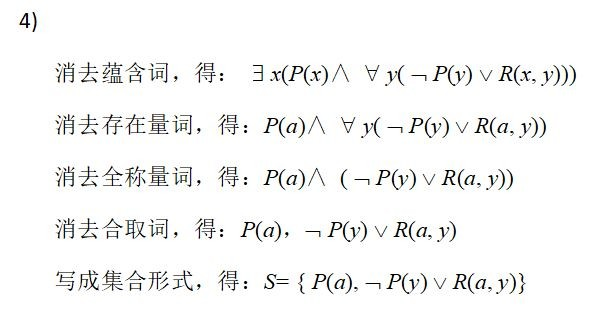 4)
消去蕴含词，得： ∃ x(P(x)∧ ∀ y( ¬ P(y) ∨ R(x, y)))
消去存在量词，得：P(a)∧ ∀ y( ¬ P(y) ∨ R(a, y))
消去全称量词，得：P(a)∧ ( ¬ P(y) ∨ R(a, y))
消去合取词，得：P(a)，¬ P(y) ∨ R(a, y)
写成集合形式，得：S= { P(a), ¬ P(y) ∨ R(a, y)}